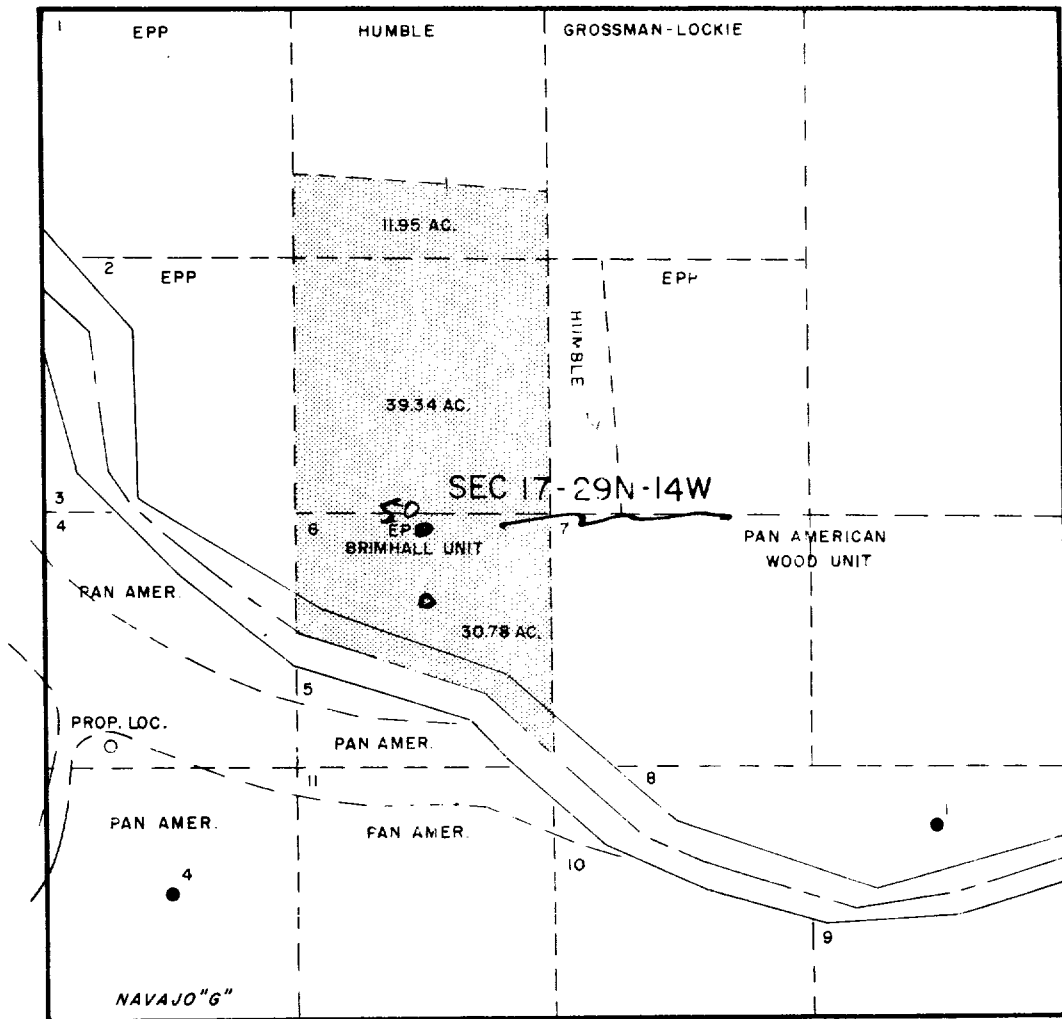 1 EPP HUMBLE GROSSMAN-LOCKIE
11.95 AC.
2 EPP EPP
HUMBLE
39.34 AC.
SEC 17-29N-14W
3
4 50 6 7
EP
BRIMHALL UNIT
PAN AMERICAN
WOOD UNIT
PAN AMER.
30.78 AC.
5
PROP. LOC.
PAN AMER.
11 8
PAN AMER. PAN AMER.
1
10
4
9
NAVAJO "G"